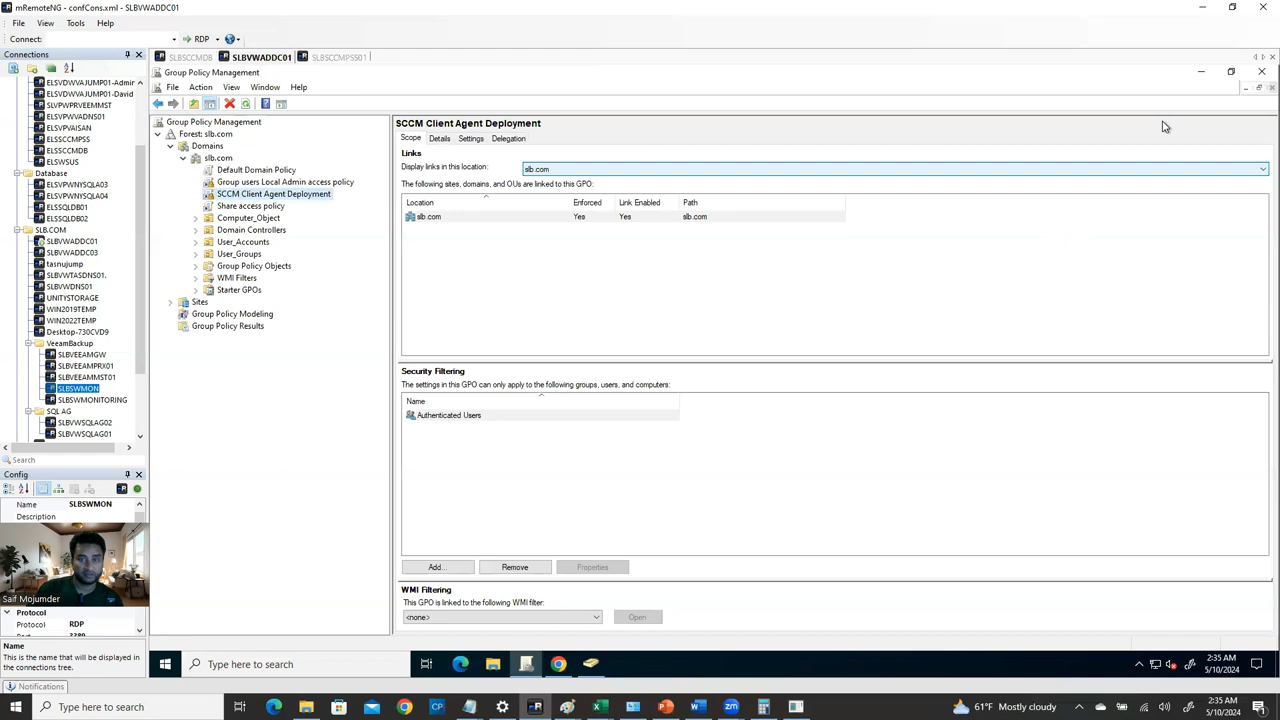 mRemoteNG - confCons.xml - SLBVWADDC01
File View Tools Help
Connect: RDP
Connections
ELSVDWVAJUMP01-Admin
ELSVDWVAJUMP01-David
SLVPWPRVEEMMST
ELSVPWVADNS01
ELSVPVAISAN
ELSSCCMPSS
ELSSCCMDB
ELSWSUS
Database
ELSVPWNYSQLA03
ELSVPWNYSQLA04
ELSSQLDB01
ELSSQLDB02
SLB.COM
SLBVWADDC01
SLBVWADDC03
tasnujump
SLBVWTASDNS01.
SLBVWDNS01
UNITYSTORAGE
WIN2019TEMP
WIN2022TEMP
Desktop-730CVD9
VeeamBackup
SLBVEEAMGW
SLBVEEAMPRX01
SLBVEEAMMST01
SLBSWMON
SLBSWMONITORING
SQL AG
SLBVWSQLAG02
SLBVWSQLAG01
Search
Config
Name SLBSWMON
Description
Saif Mojumder
Protocol
Protocol RDP
Port 3389
Name
This is the name that will be displayed in the connections tree.
Notifications
SLBSCCMDB SLBVWADDC01 SLBSCCMPSS01
Group Policy Management
File Action View Window Help
Group Policy Management
Forest: slb.com
Domains
slb.com
Default Domain Policy
Group users Local Admin access policy
SCCM Client Agent Deployment
Share access policy
Computer_Object
Domain Controllers
User_Accounts
User_Groups
Group Policy Objects
WMI Filters
Starter GPOs
Sites
Group Policy Modeling
Group Policy Results
SCCM Client Agent Deployment
Scope Details Settings Delegation
Links
Display links in this location: slb.com
The following sites, domains, and OUs are linked to this GPO:
Location Enforced Link Enabled Path
slb.com Yes Yes slb.com
Security Filtering
The settings in this GPO can only apply to the following groups, users, and computers:
Name
Authenticated Users
Add... Remove Properties
WMI Filtering
This GPO is linked to the following WMI filter:
<none> Open
Type here to search
2:35 AM
5/10/2024
Type here to search
61°F Mostly cloudy
2:35 AM
5/10/2024